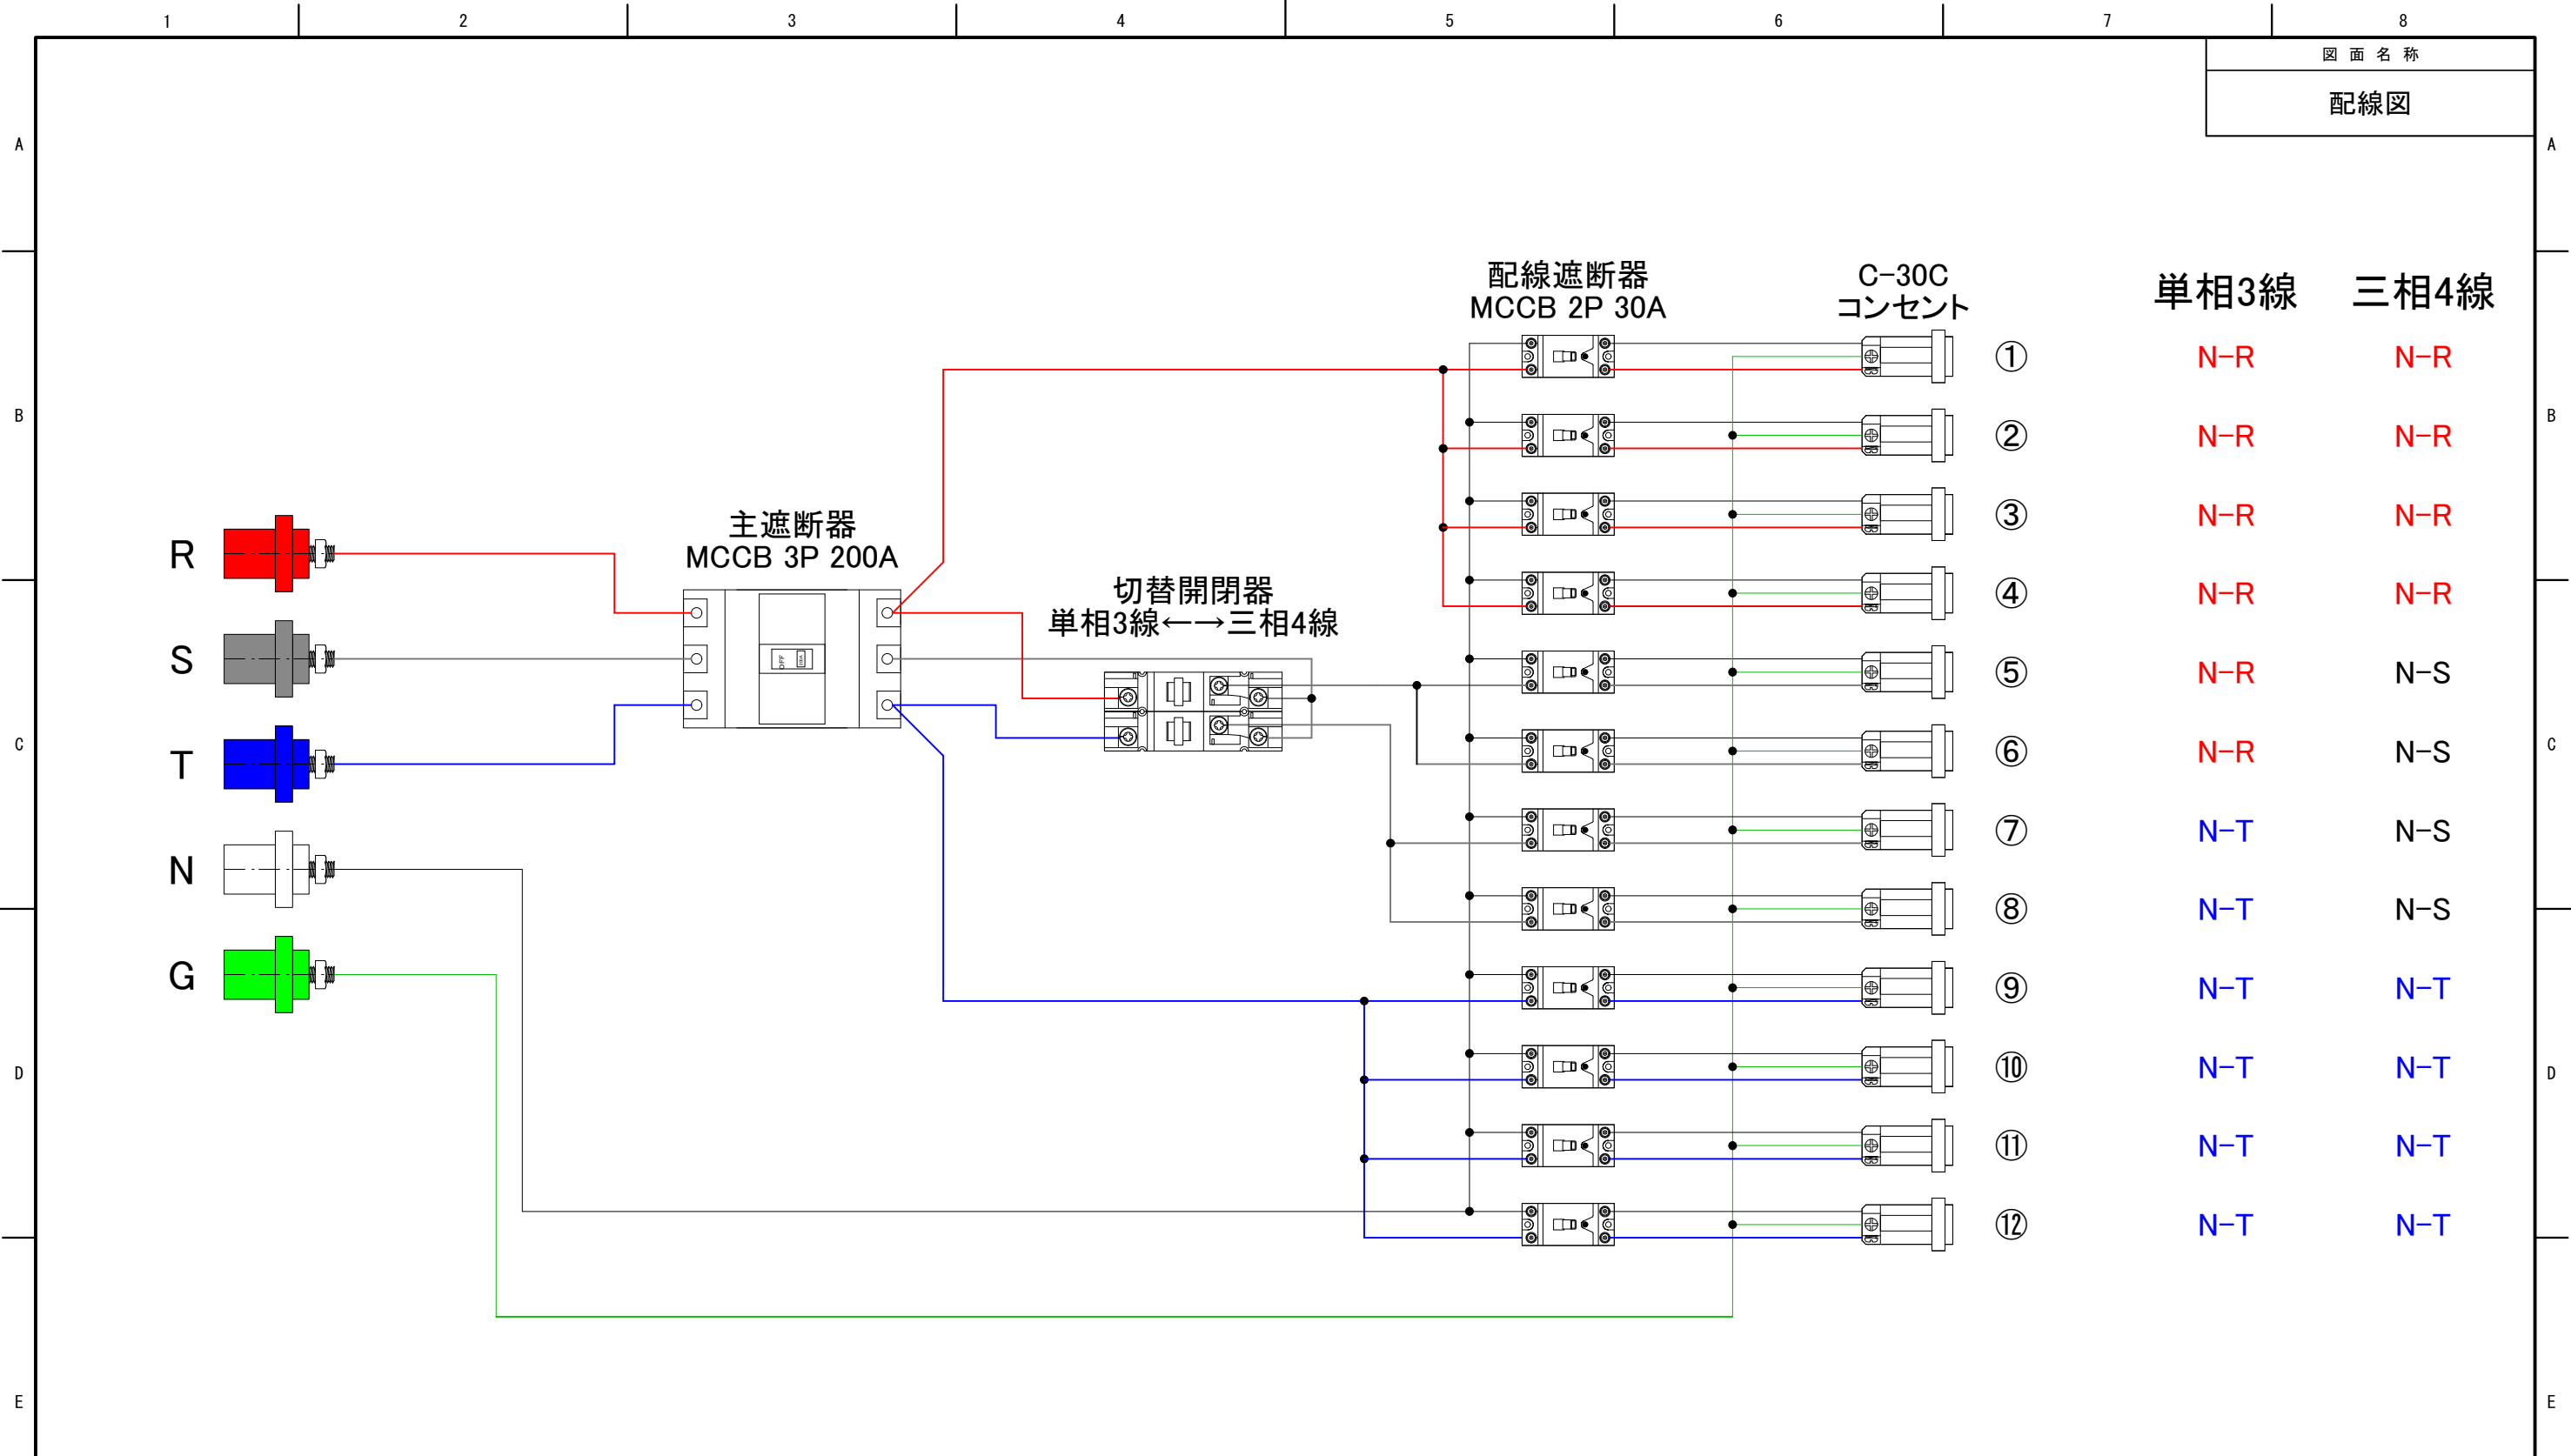 1 2 3 4 5 6 7 8
図面名称
配線図
A A
配線遮断器
MCCB 2P 30A
C-30C
コンセント
単相3線 三相4線
① N-R N-R
B B
② N-R N-R
③ N-R N-R
主遮断器
MCCB 3P 200A
R
④ N-R N-R
切替開閉器
単相3線←→三相4線
S
OFF
⑤ N-R N-S
C C
T
⑥ N-R N-S
⑦ N-T N-S
N
⑧ N-T N-S
G
⑨ N-T N-T
D D
⑩ N-T N-T
⑪ N-T N-T
⑫ N-T N-T
E E